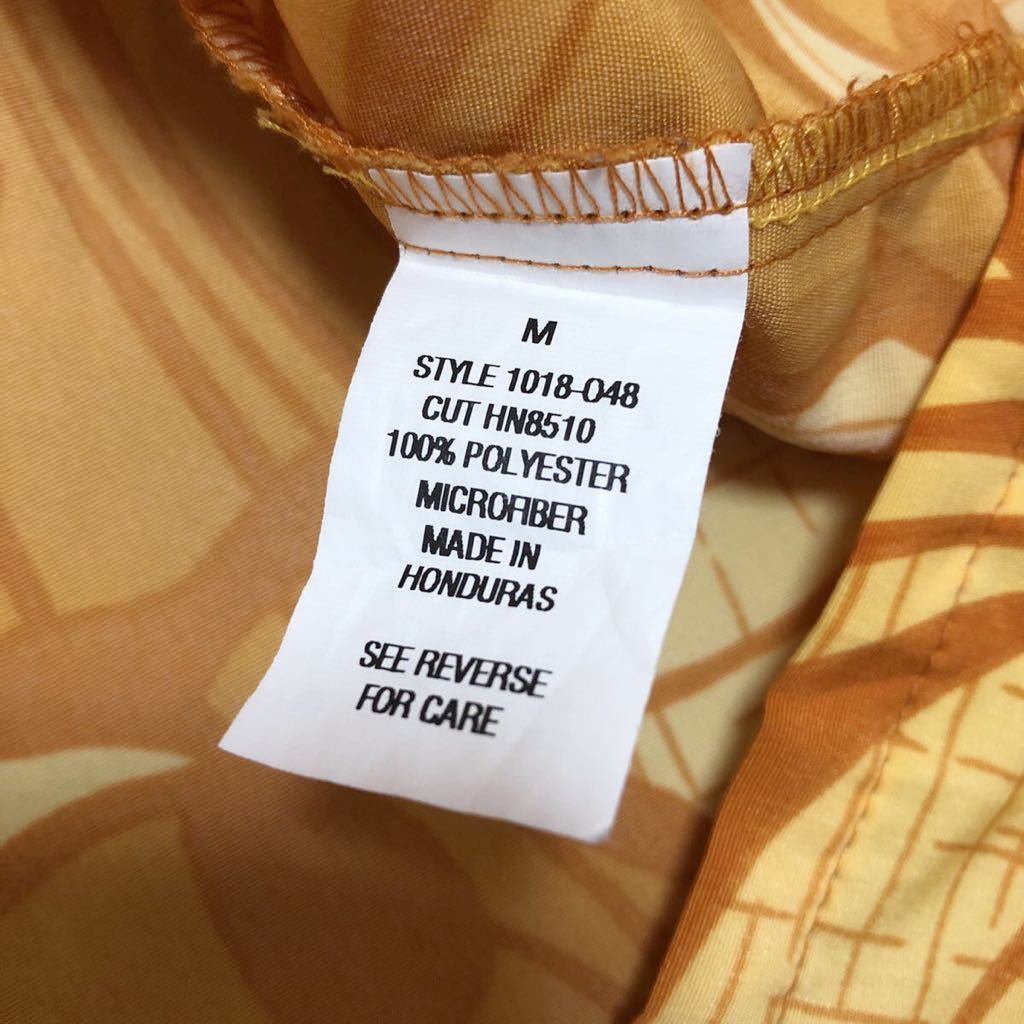 M
STYLE 1018-048
CUT HN8510
100% POLYESTER
MICROFIBER
MADE IN
HONDURAS
SEE REVERSE
FOR CARE